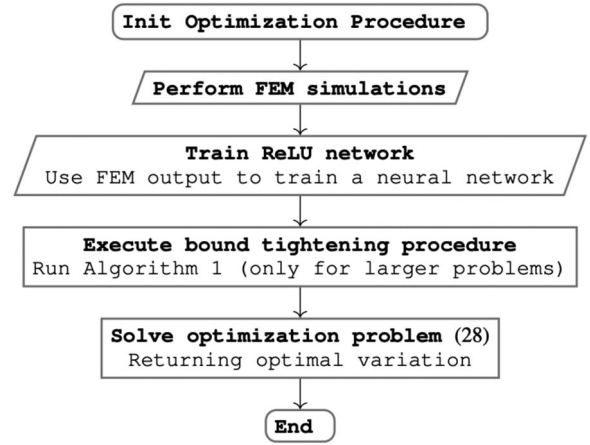 Init Optimization Procedure
Perform FEM simulations
Train ReLU network
Use FEM output to train a neural network
Execute bound tightening procedure
Run Algorithm 1 (only for larger problems)
Solve optimization problem (28)
Returning optimal variation
End